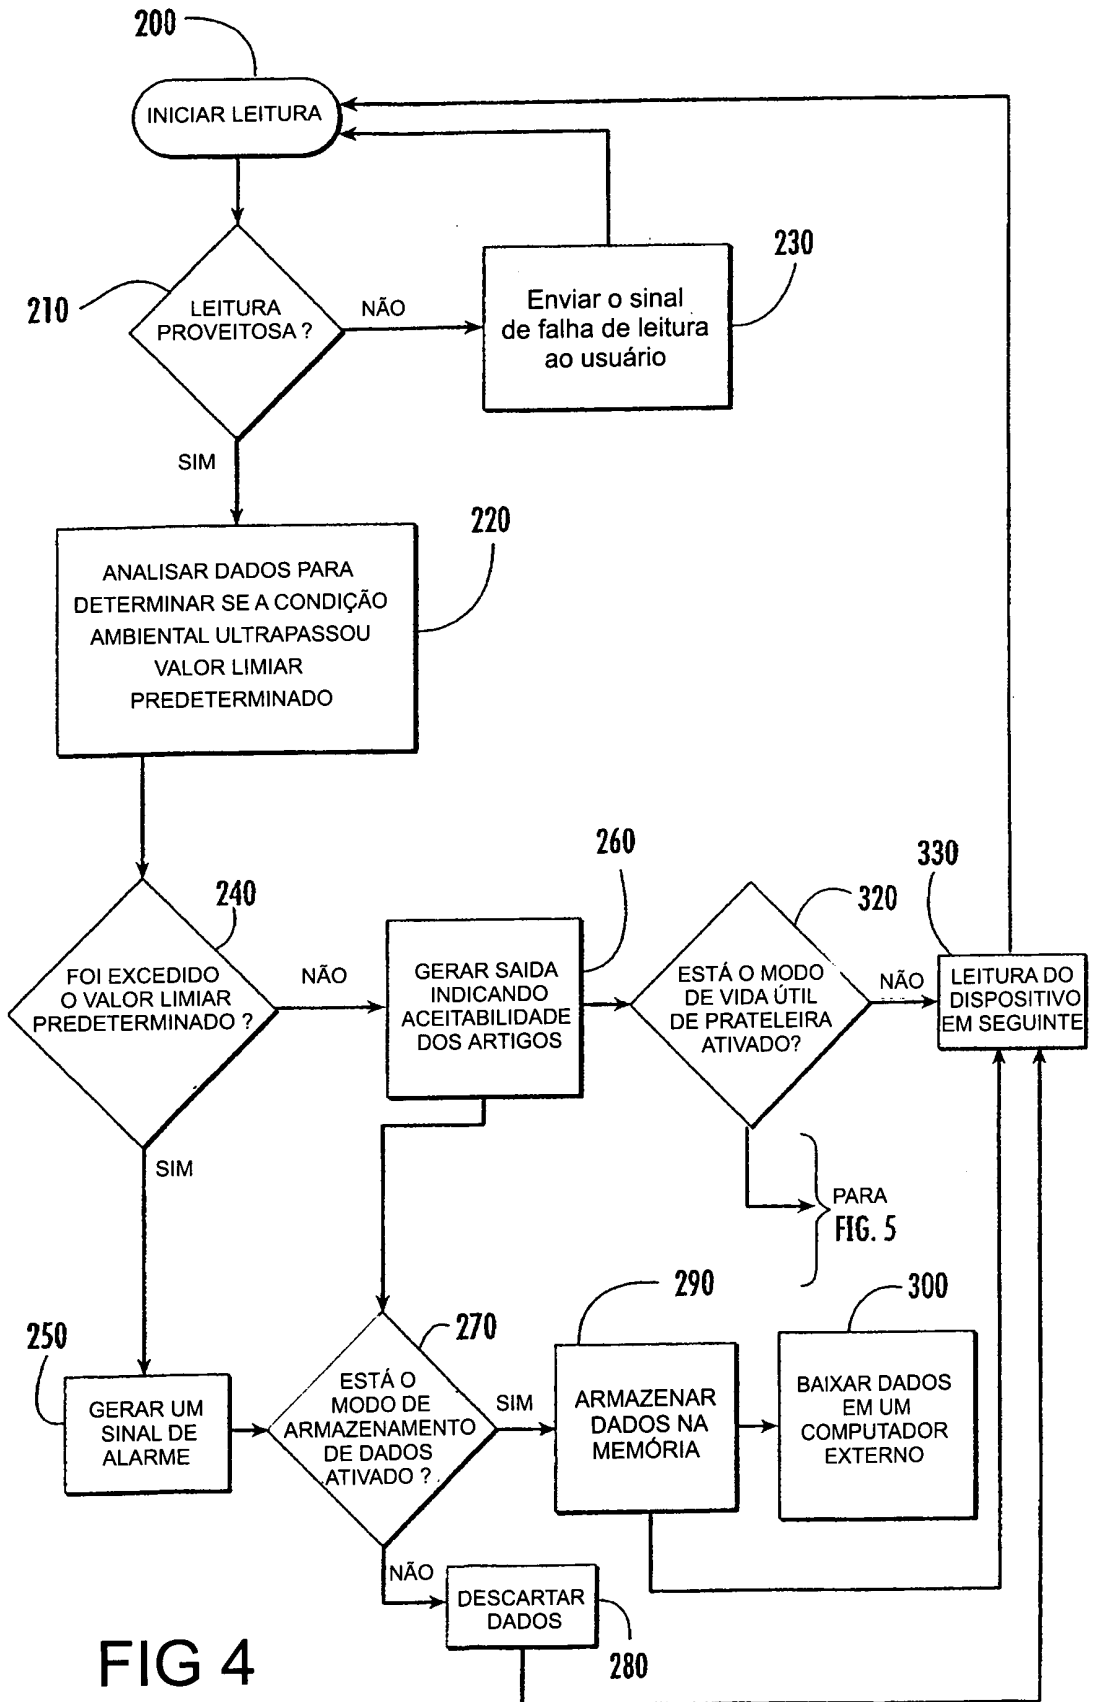 200
INICIAR LEITURA
210
LEITURA
PROVEITOSA ?
NÃO
230
Enviar o sinal
de falha de leitura
ao usuário
SIM
220
ANALISAR DADOS PARA
DETERMINAR SE A CONDIÇÃO
AMBIENTAL ULTRAPASSOU
VALOR LIMIAR
PREDETERMINADO
240
FOI EXCEDIDO
O VALOR LIMIAR
PREDETERMINADO ?
NÃO
260
GERAR SAIDA
INDICANDO
ACEITABILIDADE
DOS ARTIGOS
320
ESTÁ O MODO
DE VIDA ÚTIL
DE PRATELEIRA
ATIVADO?
NÃO
330
LEITURA DO
DISPOSITIVO
EM SEGUINTE
SIM
PARA
FIG. 5
250
GERAR UM
SINAL DE
ALARME
270
ESTÁ O
MODO DE
ARMAZENAMENTO
DE DADOS
ATIVADO ?
SIM
290
ARMAZENAR
DADOS NA
MEMÓRIA
300
BAIXAR DADOS
EM UM
COMPUTADOR
EXTERNO
NÃO
DESCARTAR
DADOS
280
FIG 4